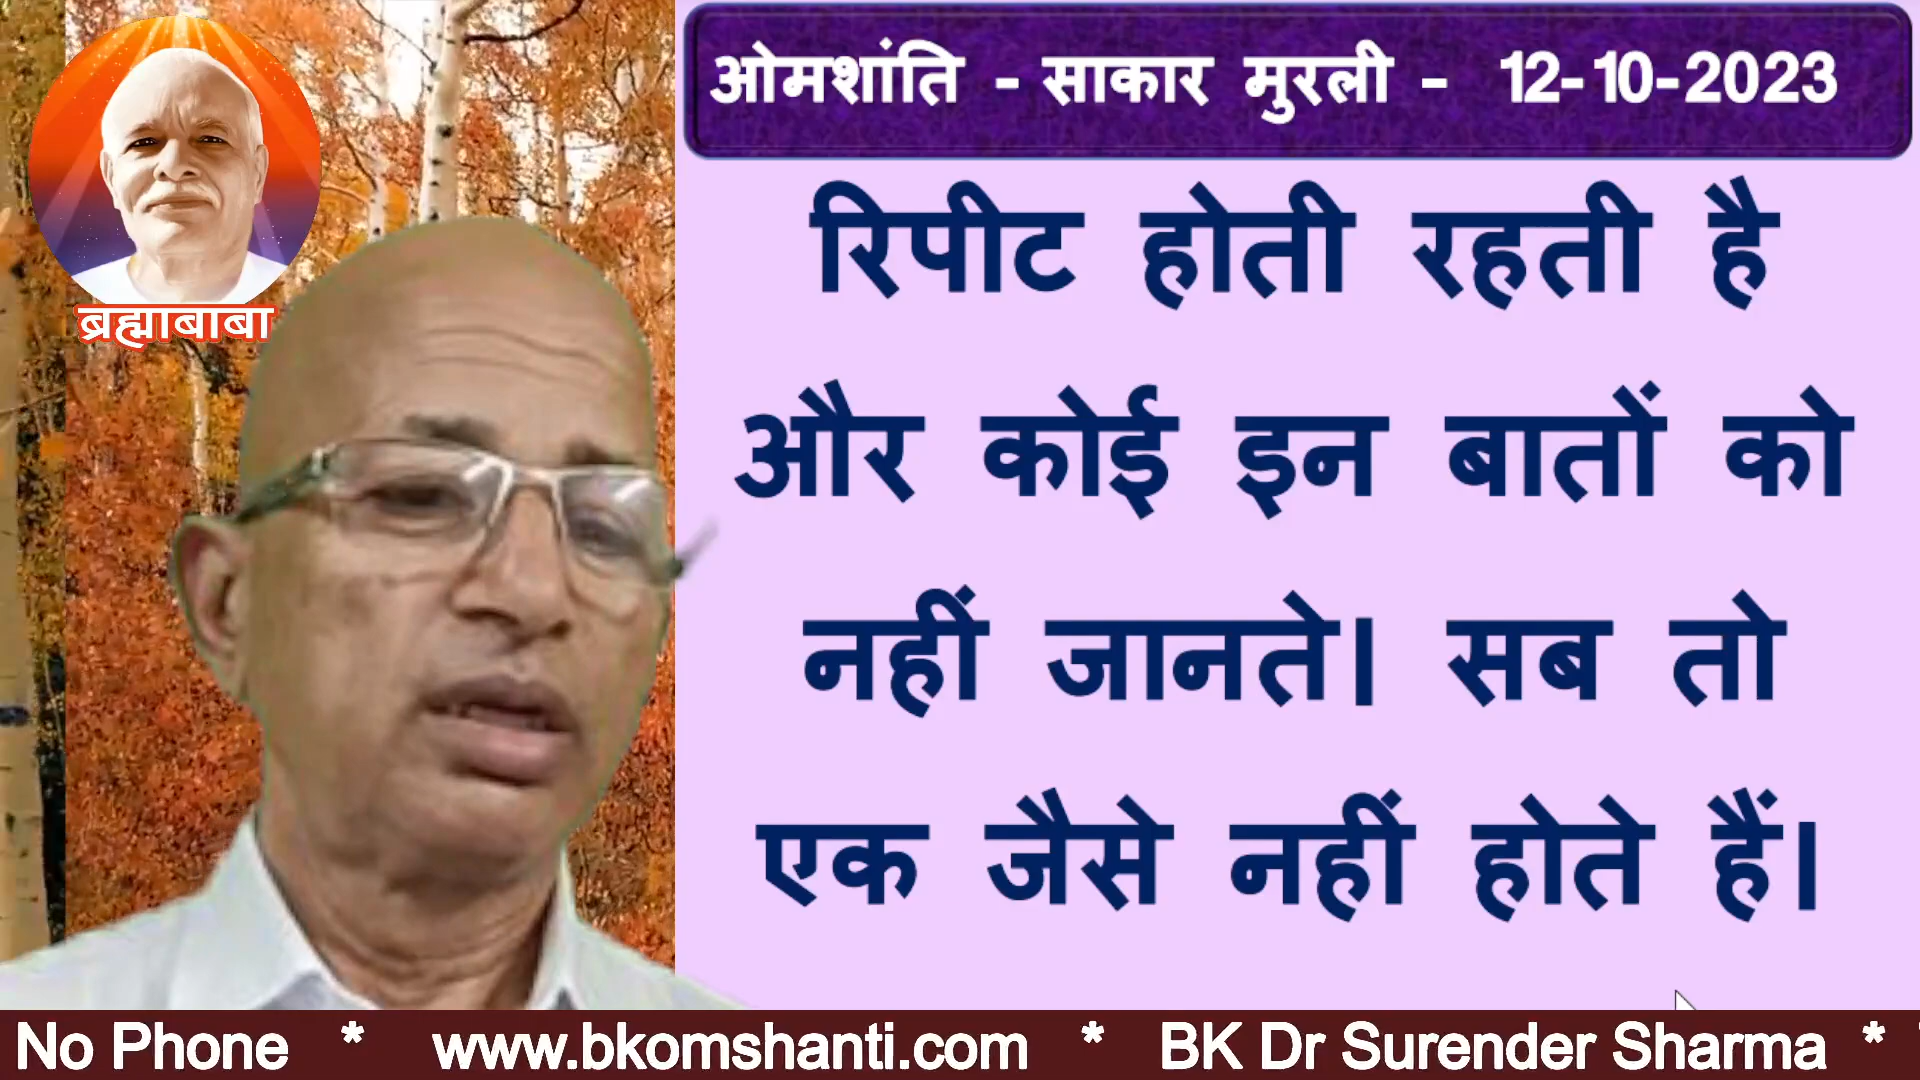 ओमशांति - साकार मुरली - 12-10-2023
ब्रह्माबाबा
रिपीट होती रहती है
और कोई इन बातों को
नहीं जानते। सब तो
एक जैसे नहीं होते हैं।
No Phone * www.bkomshanti.com * BK Dr Surender Sharma *